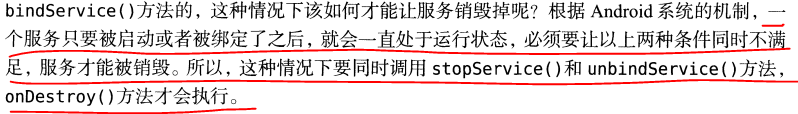 bindService()方法的，这种情况下该如何才能让服务销毁掉呢？根据 Android 系统的机制，一
个服务只要被启动或者被绑定了之后，就会一直处于运行状态，必须要让以上两种条件同时不满
足，服务才能被销毁。所以，这种情况下要同时调用 stopService()和 unbindService()方法，
onDestroy()方法才会执行。